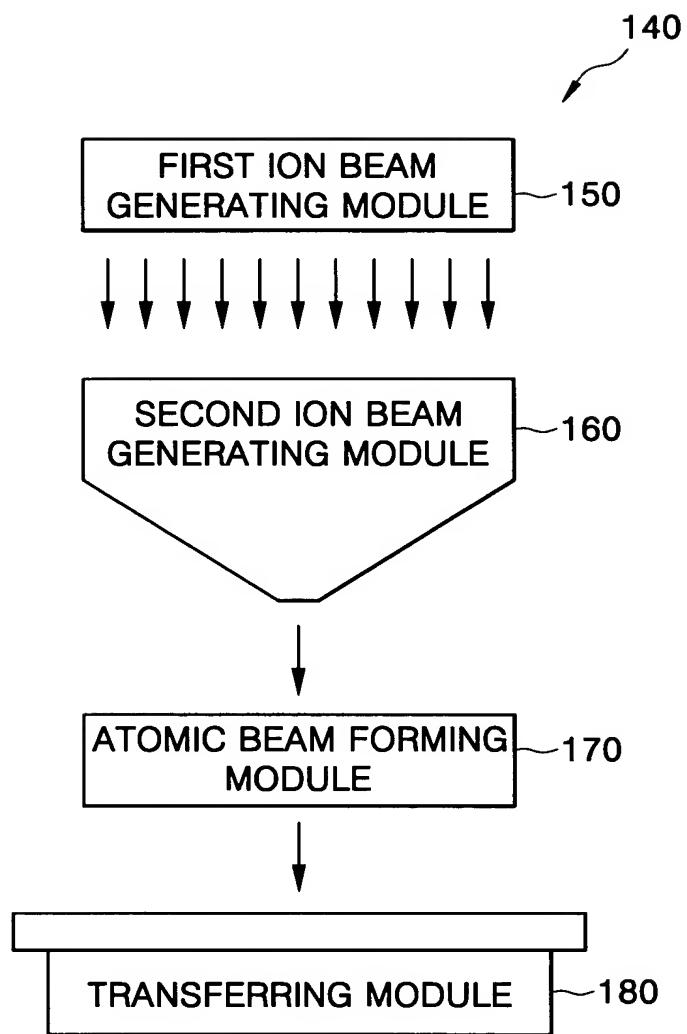 140
FIRST ION BEAM
GENERATING MODULE
150
SECOND ION BEAM
GENERATING MODULE
160
ATOMIC BEAM FORMING
MODULE
170
TRANSFERRING MODULE
180